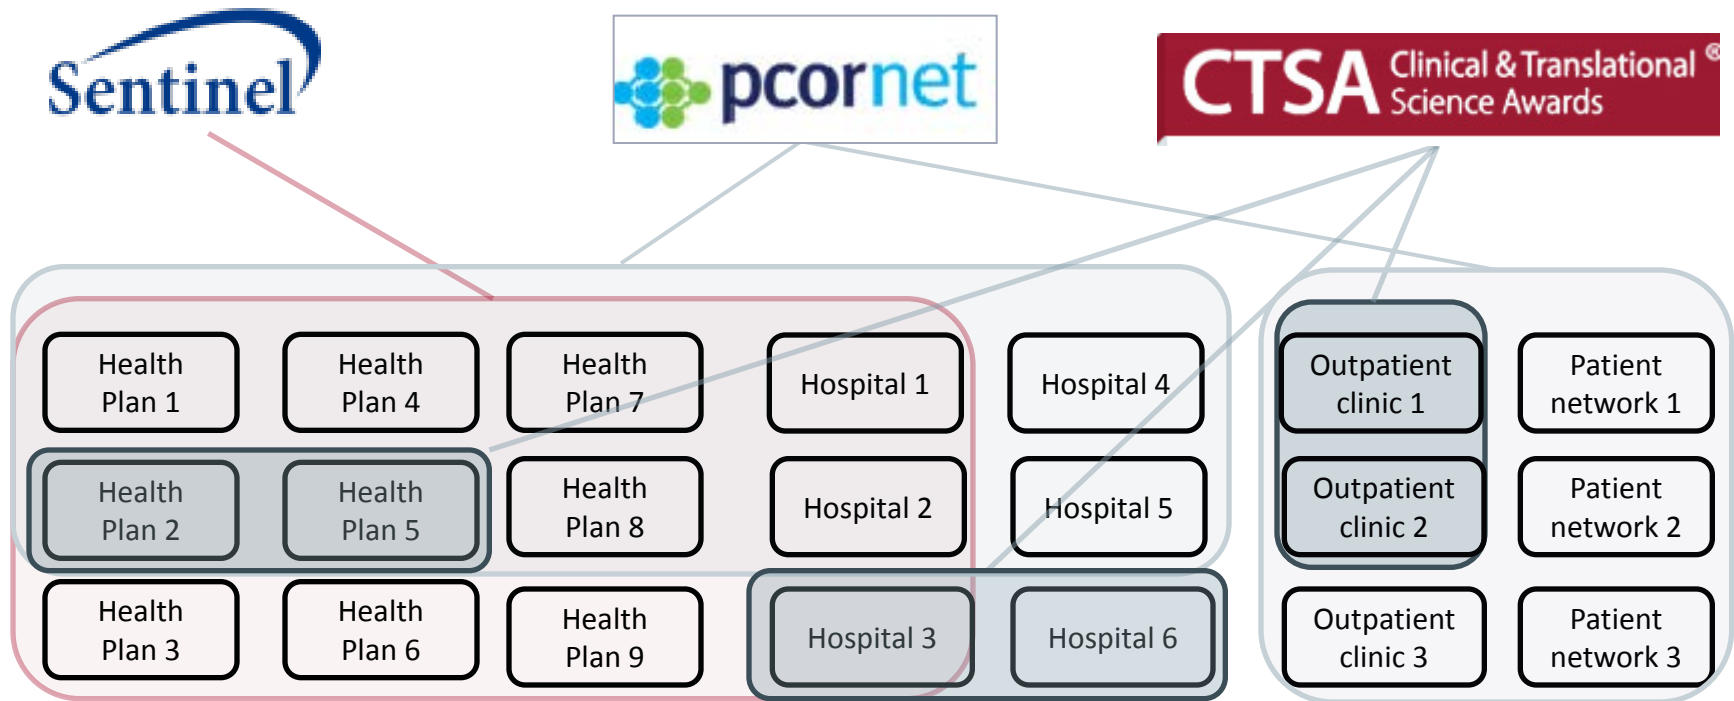 Sentinel
pcornet
CTSA Clinical & Translational ®
Science Awards
Health
Plan 1
Health
Plan 4
Health
Plan 7
Hospital 1
Hospital 4
Outpatient
clinic 1
Patient
network 1
Health
Plan 2
Health
Plan 5
Health
Plan 8
Hospital 2
Hospital 5
Outpatient
clinic 2
Patient
network 2
Health
Plan 3
Health
Plan 6
Health
Plan 9
Hospital 3
Hospital 6
Outpatient
clinic 3
Patient
network 3